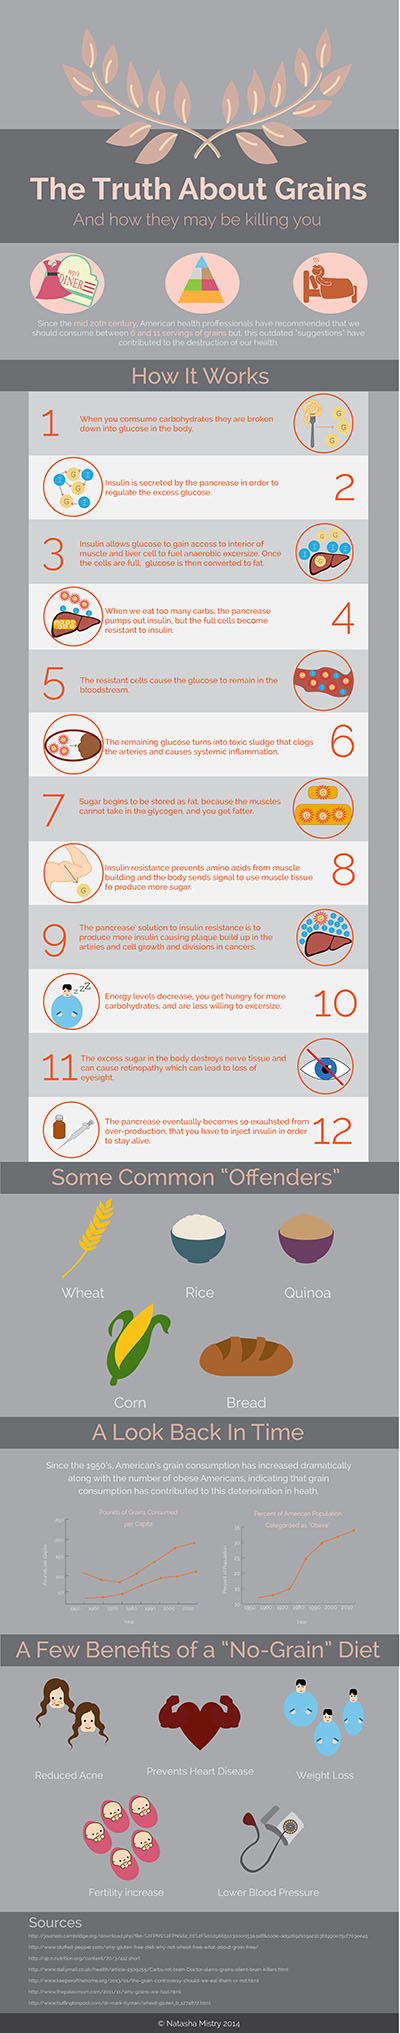 The Truth About Grains
And how they may be killing you
DINER
Since the mid 20th century, American health proffesionals have recommended that we
should consume between 6 and 11 servings of grains but, this outdated "suggestions" have
contributed to the destruction of our health.
How It Works
1
When you comsume carbohydrates they are broken
down into glucose in the body.
Insulin is secreted by the pancrease in order to
regulate the excess glucose.
2
3
Insulin allows glucose to gain access to interior of
muscle and liver cell to fuel anaerobic excersize. Once
the cells are full, glucose is then converted to fat.
When we eat too many carbs, the pancrease
pumps out insulin, but the full cells become
resistant to insulin.
4
5
The resistant cells cause the glucose to remain in the
bloodstream.
The remaining glucose turns into toxic sludge that clogs
the arteries and causes systemic inflammation.
6
7
Sugar begins to be stored as fat, because the muscles
cannot take in the glycogen, and you get fatter.
Insulin resistance prevents amino acids from muscle
building and the body sends signal to use muscle tissue
fo produce more sugar.
8
9
The pancrease' solution to insulin resistance is to
produce more insulin causing plaque build up in the
artiries and cell growth and divisions in cancers.
Energy levels decrease, you get hungry for more
carbohydrates, and are less willing to excersize.
10
11
The excess sugar in the body destroys nerve tissue and
can cause retinopathy which can lead to loss of
eyesight.
The pancrease eventually becomes so exauhsted from
over-production, that you have to inject insulin in order
to stay alive.
12
Some Common "Offenders"
Wheat
Rice
Quinoa
Corn
Bread
A Look Back In Time
Since the 1950's, American's grain consumption has increased dramatically
along with the number of obese Americans, indicating that grain
consumption has contributed to this deterioiration in heath.
Pounds of Grains Consumed
per Capita
Year
Percent of American Population
Categorized as "Obese"
Percent of Population
1950 1960 1970 1980 1990 2000 2010
Year
A Few Benefits of a "No-Grain" Diet
Reduced Acne
Prevents Heart Disease
Weight Loss
Fertility increase
Lower Blood Pressure
Sources
© Natasha Mistry 2014